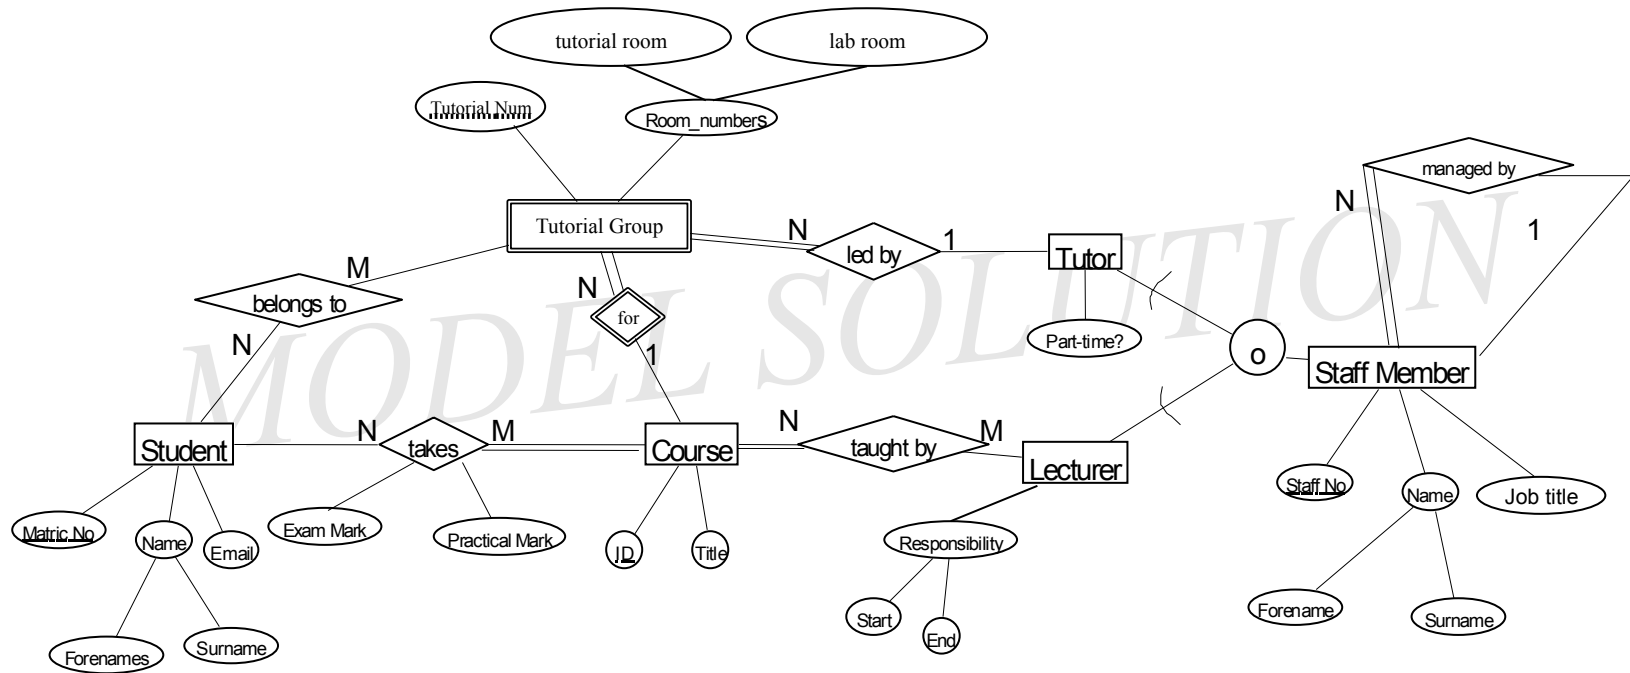 tutorial room
lab room
Tutorial Num
Room_numbers
managed by
N
1
Tutorial Group
N
led by
1
Tutor
M
belongs to
N
N
for
1
Part-time?
o
Staff Member
MODEL SOLUTION
Student
N
takes
M
Course
N
taught by
M
Lecturer
Matric No
Name
Email
Exam Mark
Practical Mark
ID
Title
Responsibility
Staff No
Name
Job title
Forenames
Surname
Start
End
Forename
Surname